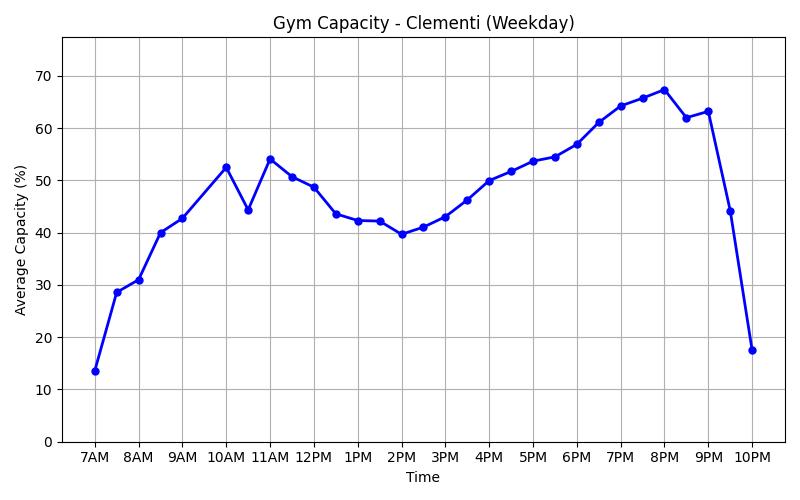 Gym Capacity - Clementi (Weekday)
Average Capacity (%)
70
60
50
40
30
20
10
0
7AM 8AM 9AM 10AM 11AM 12PM 1PM 2PM 3PM 4PM 5PM 6PM 7PM 8PM 9PM 10PM
Time